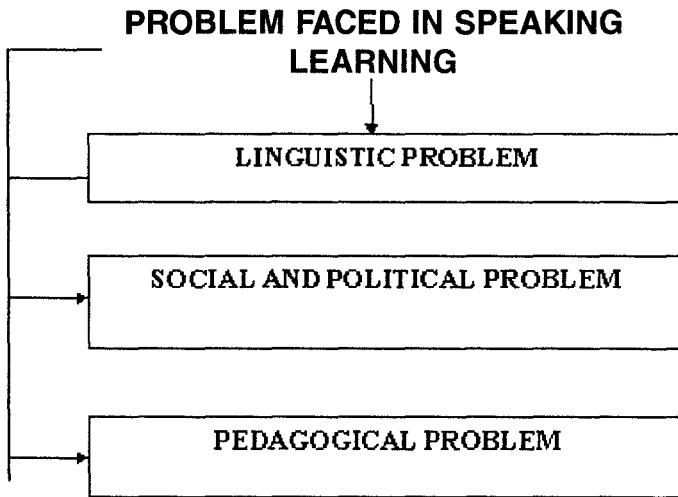 PROBLEM FACED IN SPEAKING
LEARNING
LINGUISTIC PROBLEM
SOCIAL AND POLITICAL PROBLEM
PEDAGOGICAL PROBLEM